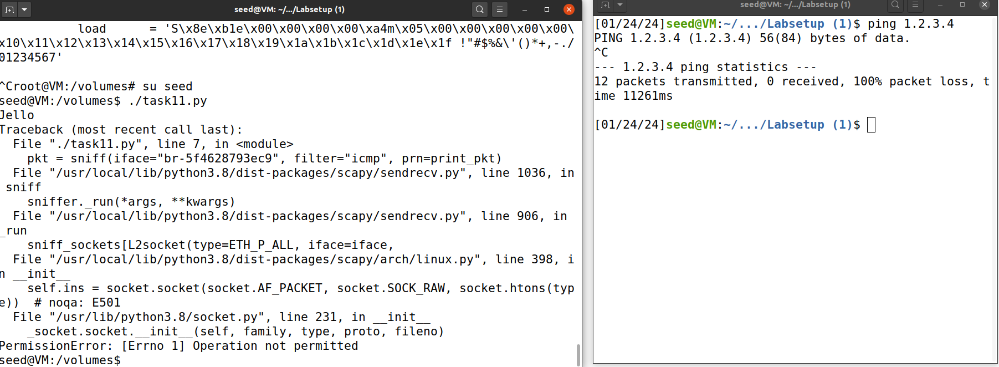 seed@VM: ~/.../Labsetup (1)
load      = 'S\x8e\xb1e\x00\x00\x00\x00\xa4m\x05\x00\x00\x00\x00\x00\
x10\x11\x12\x13\x14\x15\x16\x17\x18\x19\x1a\x1b\x1c\x1d\x1e\x1f !"#$%&\'()*+,-./
01234567'
^Croot@VM:/volumes# su seed
seed@VM:/volumes$ ./task11.py
Jello
Traceback (most recent call last):
  File "./task11.py", line 7, in <module>
    pkt = sniff(iface="br-5f4628793ec9", filter="icmp", prn=print_pkt)
  File "/usr/local/lib/python3.8/dist-packages/scapy/sendrecv.py", line 1036, in
 sniff
    sniffer._run(*args, **kwargs)
  File "/usr/local/lib/python3.8/dist-packages/scapy/sendrecv.py", line 906, in
_run
    sniff_sockets[L2socket(type=ETH_P_ALL, iface=iface,
  File "/usr/local/lib/python3.8/dist-packages/scapy/arch/linux.py", line 398, i
n __init__
    self.ins = socket.socket(socket.AF_PACKET, socket.SOCK_RAW, socket.htons(typ
e))  # noqa: E501
  File "/usr/lib/python3.8/socket.py", line 231, in __init__
    _socket.socket.__init__(self, family, type, proto, fileno)
PermissionError: [Errno 1] Operation not permitted
seed@VM:/volumes$
seed@VM: ~/.../Labsetup (1)
[01/24/24]seed@VM:~/.../Labsetup (1)$ ping 1.2.3.4
PING 1.2.3.4 (1.2.3.4) 56(84) bytes of data.
^C
--- 1.2.3.4 ping statistics ---
12 packets transmitted, 0 received, 100% packet loss, t
ime 11261ms
[01/24/24]seed@VM:~/.../Labsetup (1)$